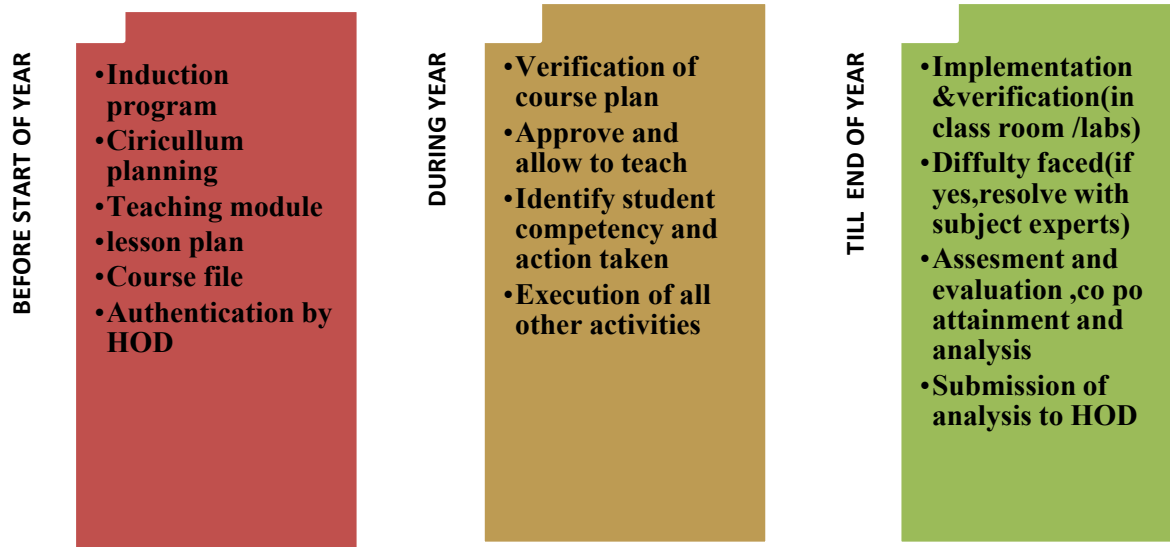 BEFORE START OF YEAR
•Induction
program
•Ciricullum
planning
•Teaching module
•lesson plan
•Course file
•Authentication by
HOD
DURING YEAR
•Verification of
course plan
•Approve and
allow to teach
•Identify student
competency and
action taken
•Execution of all
other activities
TILL END OF YEAR
•Implementation
&verification(in
class room /labs)
•Diffulty faced(if
yes,resolve with
subject experts)
•Assesment and
evaluation ,co po
attainment and
analysis
•Submission of
analysis to HOD